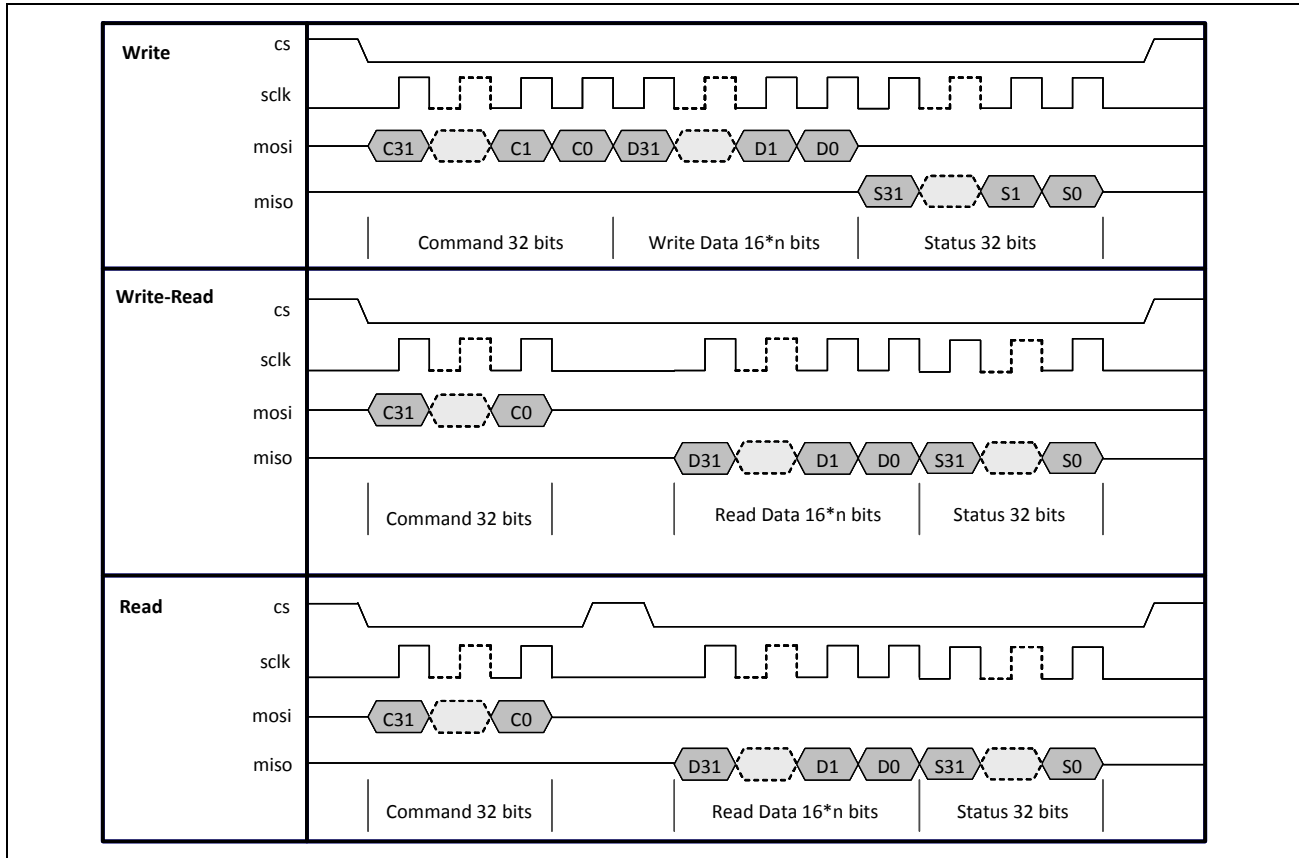 Write
cs
sclk
mosi C31 C1 C0 D31 D1 D0
miso S31 S1 S0
Command 32 bits Write Data 16*n bits Status 32 bits
Write-Read
cs
sclk
mosi C31 C0
miso D31 D1 D0 S31 S0
Command 32 bits Read Data 16*n bits Status 32 bits
Read cs
sclk
mosi C31 C0
miso D31 D1 D0 S31 S0
Command 32 bits Read Data 16*n bits Status 32 bits